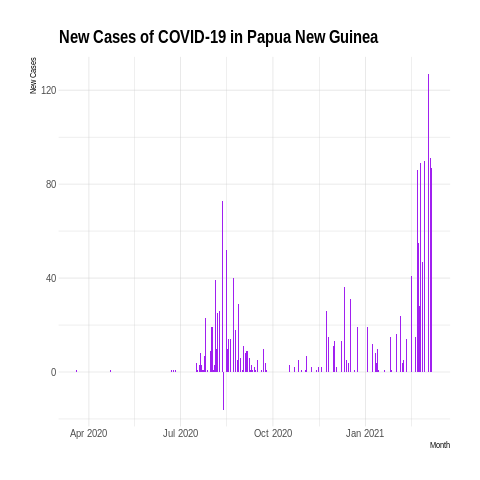 New Cases of COVID-19 in Papua New Guinea
New Cases
120
80
40
0
Apr 2020 Jul 2020 Oct 2020 Jan 2021
Month